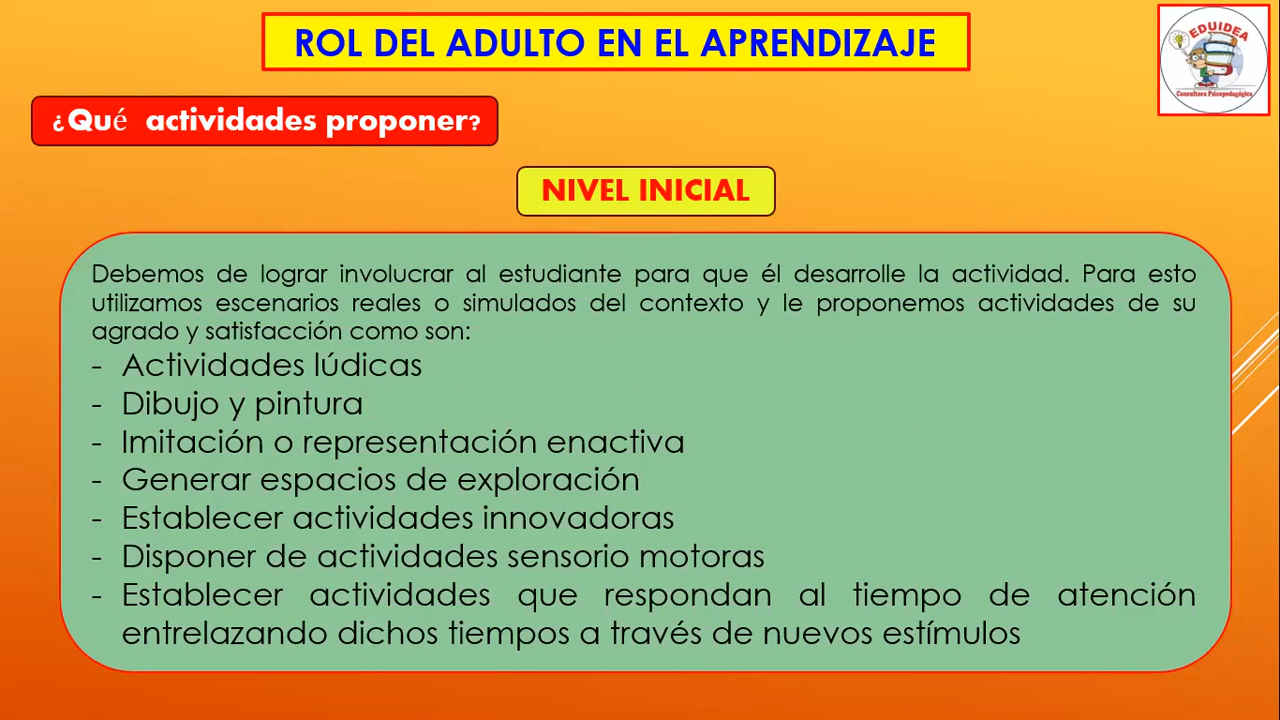 ROL DEL ADULTO EN EL APRENDIZAJE
EDUIDEA
Consultora Psicopedagógica
¿Qué actividades proponer?
NIVEL INICIAL
Debemos de lograr involucrar al estudiante para que él desarrolle la actividad. Para esto
utilizamos escenarios reales o simulados del contexto y le proponemos actividades de su
agrado y satisfacción como son:
- Actividades lúdicas
- Dibujo y pintura
- Imitación o representación enactiva
- Generar espacios de exploración
- Establecer actividades innovadoras
- Disponer de actividades sensorio motoras
- Establecer actividades que respondan al tiempo de atención
entrelazando dichos tiempos a través de nuevos estímulos